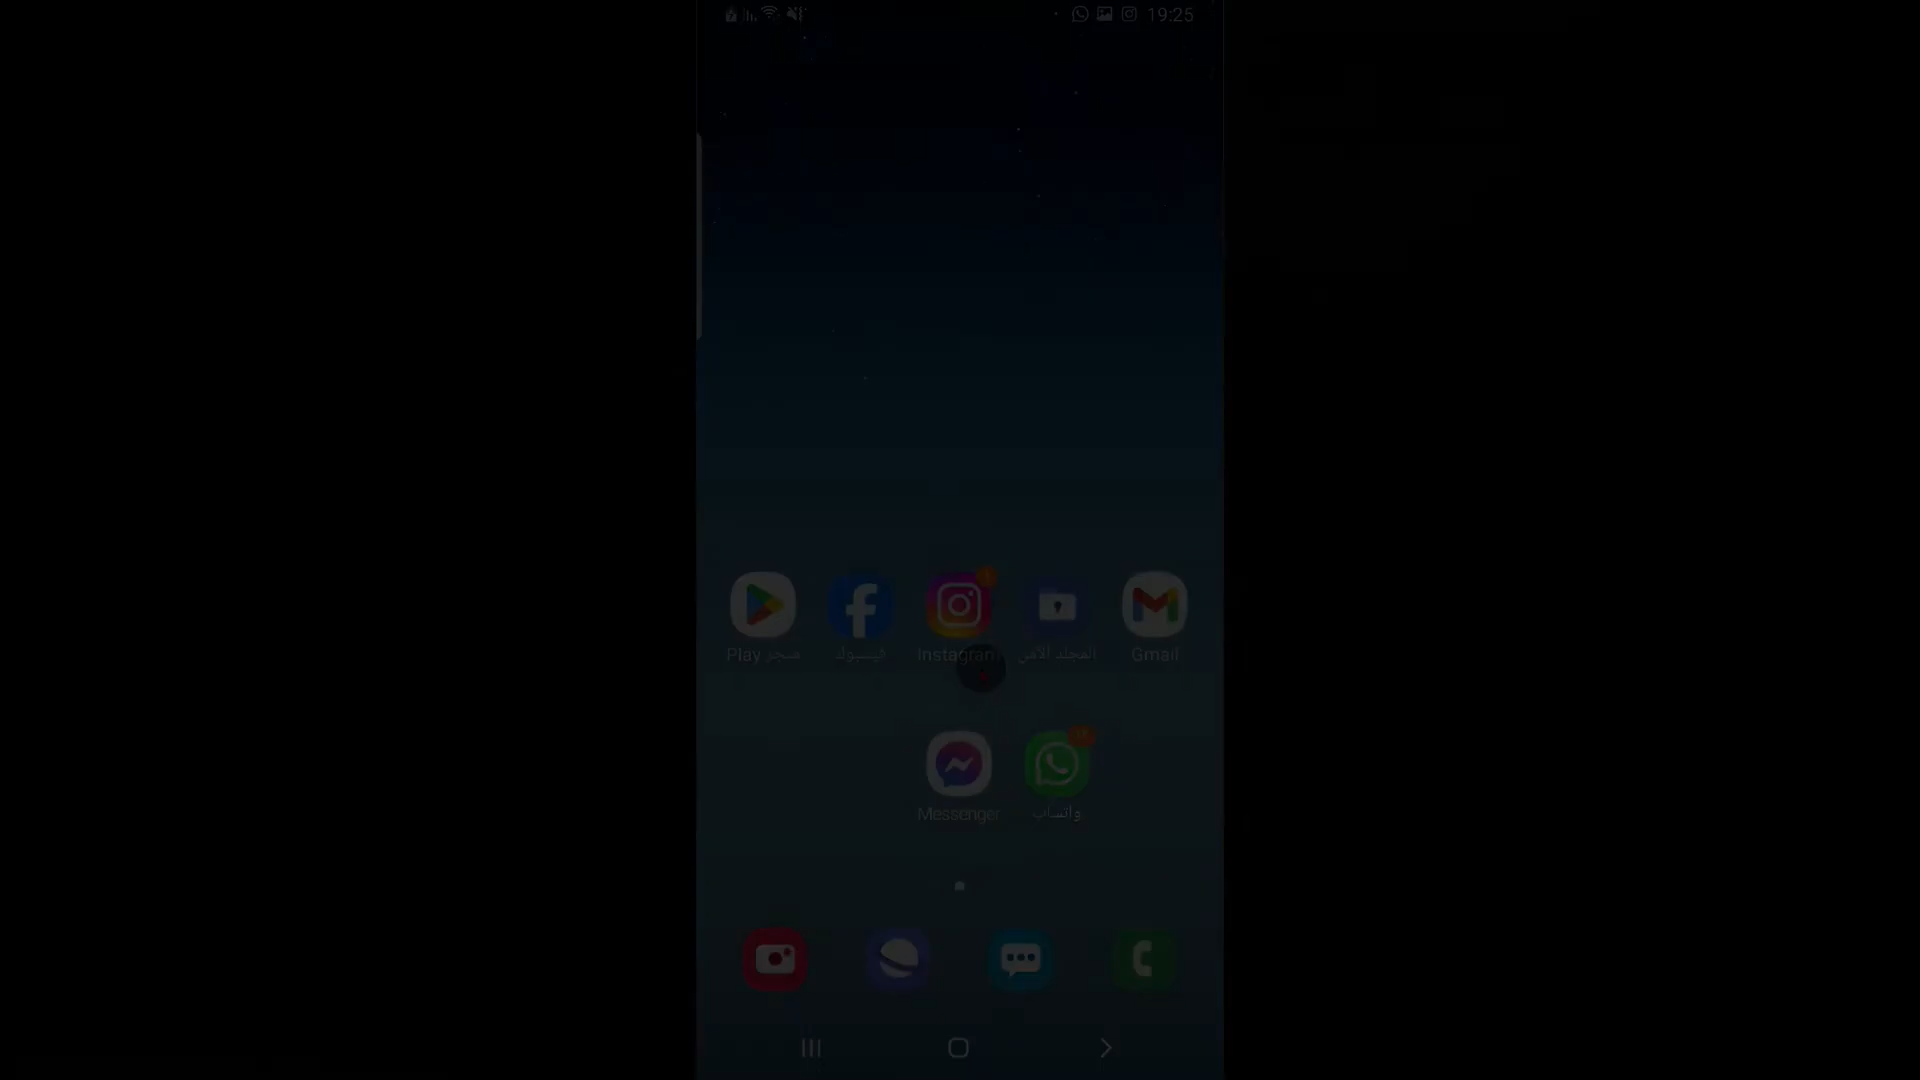 19:25
Play متجر
فيسبوك
Instagram
المجلد الآمن
Gmail
Messenger
واتساب